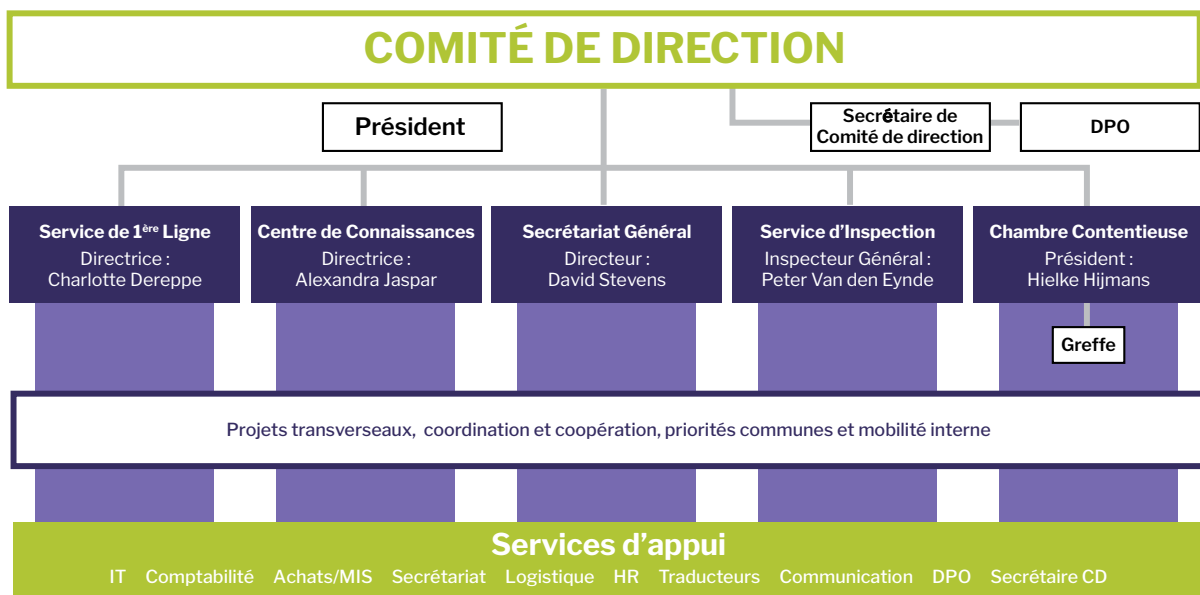 COMITÉ DE DIRECTION
Président
Secrétaire de
Comité de direction
DPO
Service de 1ère Ligne
Directrice :
Charlotte Dereppe
Centre de Connaissances
Directrice :
Alexandra Jaspar
Secrétariat Général
Directeur :
David Stevens
Service d'Inspection
Inspecteur Général :
Peter Van den Eynde
Chambre Contentieuse
Président :
Hielke Hijmans
Greffe
Projets transverseaux, coordination et coopération, priorités communes et mobilité interne
Services d'appui
IT Comptabilité Achats/MIS Secrétariat Logistique HR Traducteurs Communication DPO Secrétaire CD